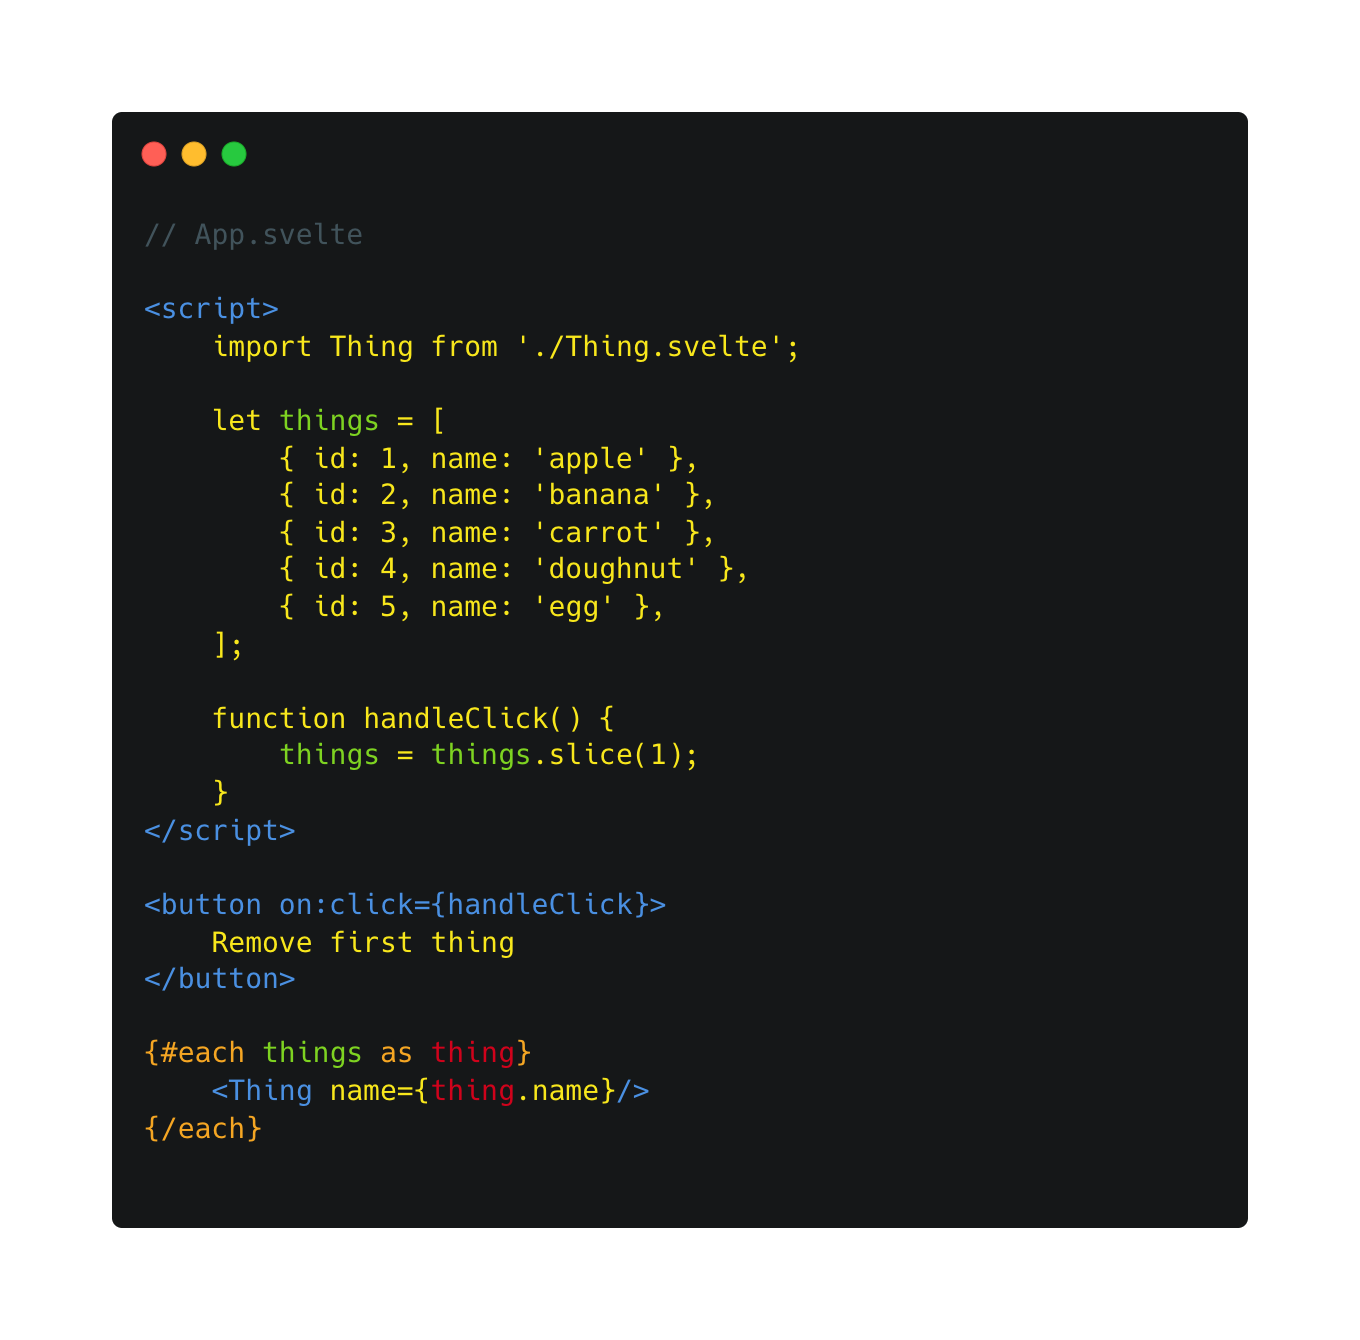 // App.svelte
<script>
import Thing from './Thing.svelte';
let things = [
{ id: 1, name: 'apple' },
{ id: 2, name: 'banana' },
{ id: 3, name: 'carrot' },
{ id: 4, name: 'doughnut' },
{ id: 5, name: 'egg' },
];
function handleClick() {
things = things.slice(1);
}
</script>
<button on:click={handleClick}>
Remove first thing
</button>
{#each things as thing}
<Thing name={thing.name}/>
{/each}